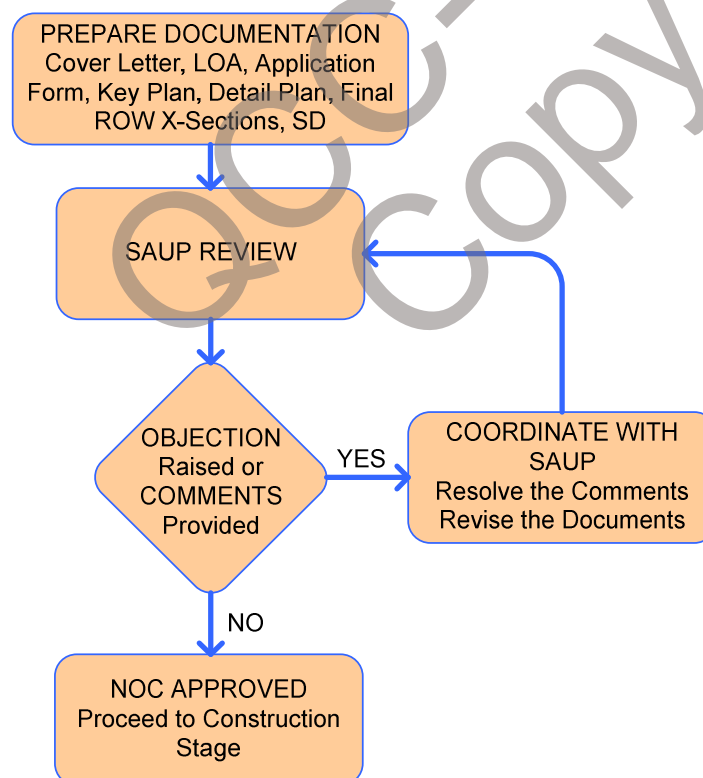 PREPARE DOCUMENTATION
Cover Letter, LOA, Application
Form, Key Plan, Detail Plan, Final
ROW X-Sections, SD
SAUP REVIEW
OBJECTION
Raised or
COMMENTS
Provided
YES
COORDINATE WITH
SAUP
Resolve the Comments
Revise the Documents
NO
NOC APPROVED
Proceed to Construction
Stage
QCC-
Copy